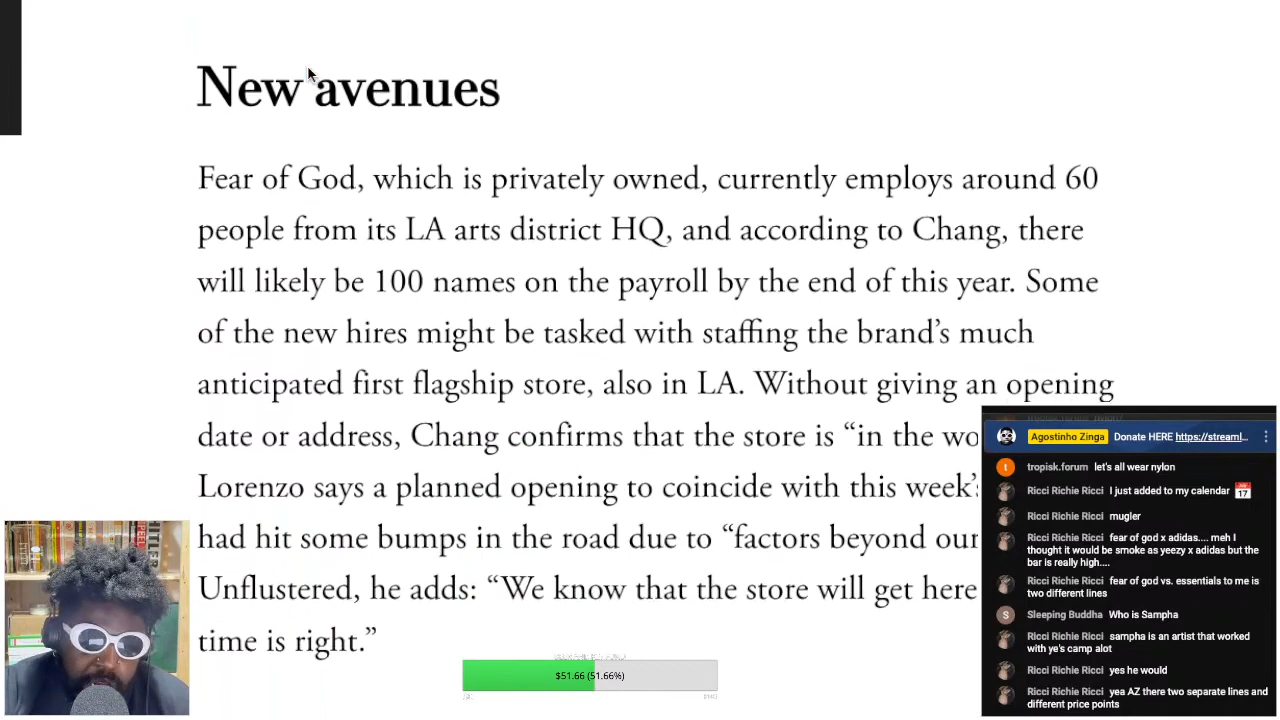 New avenues
Fear of God, which is privately owned, currently employs around 60
people from its LA arts district HQ, and according to Chang, there
will likely be 100 names on the payroll by the end of this year. Some
of the new hires might be tasked with staffing the brand’s much
anticipated first flagship store, also in LA. Without giving an opening
date or address, Chang confirms that the store is “in the wo
Lorenzo says a planned opening to coincide with this week’s
had hit some bumps in the road due to “factors beyond our
Unflustered, he adds: “We know that the store will get here
time is right.”
Agostinho Zinga Donate HERE https://streaml...
tropisk.forum let's all wear nylon
Ricci Richie Ricci I just added to my calendar
Ricci Richie Ricci mugler
Ricci Richie Ricci fear of god x adidas.... meh I
thought it would be smoke as yeezy x adidas but the
bar is really high....
Ricci Richie Ricci fear of god vs. essentials to me is
two different lines
Sleeping Buddha Who is Sampha
Ricci Richie Ricci sampha is an artist that worked
with ye's camp alot
Ricci Richie Ricci yes he would
Ricci Richie Ricci yea AZ there two separate lines and
different price points
$51.66 (51.66%)